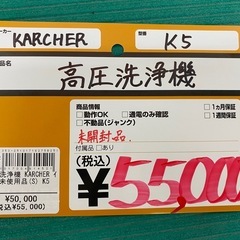 ーカー KARCHER 型番 K5
品名 高圧洗浄機
商品情報
□動作OK □通電のみ確認
□不動品(ジャンク)
□1ヵ月保証
□1週間保証
未開封品
付属品□あり
洗浄機 KARCHER
未使用品(S) K5
¥50,000
税込¥55,000)
(税込)
¥55,000